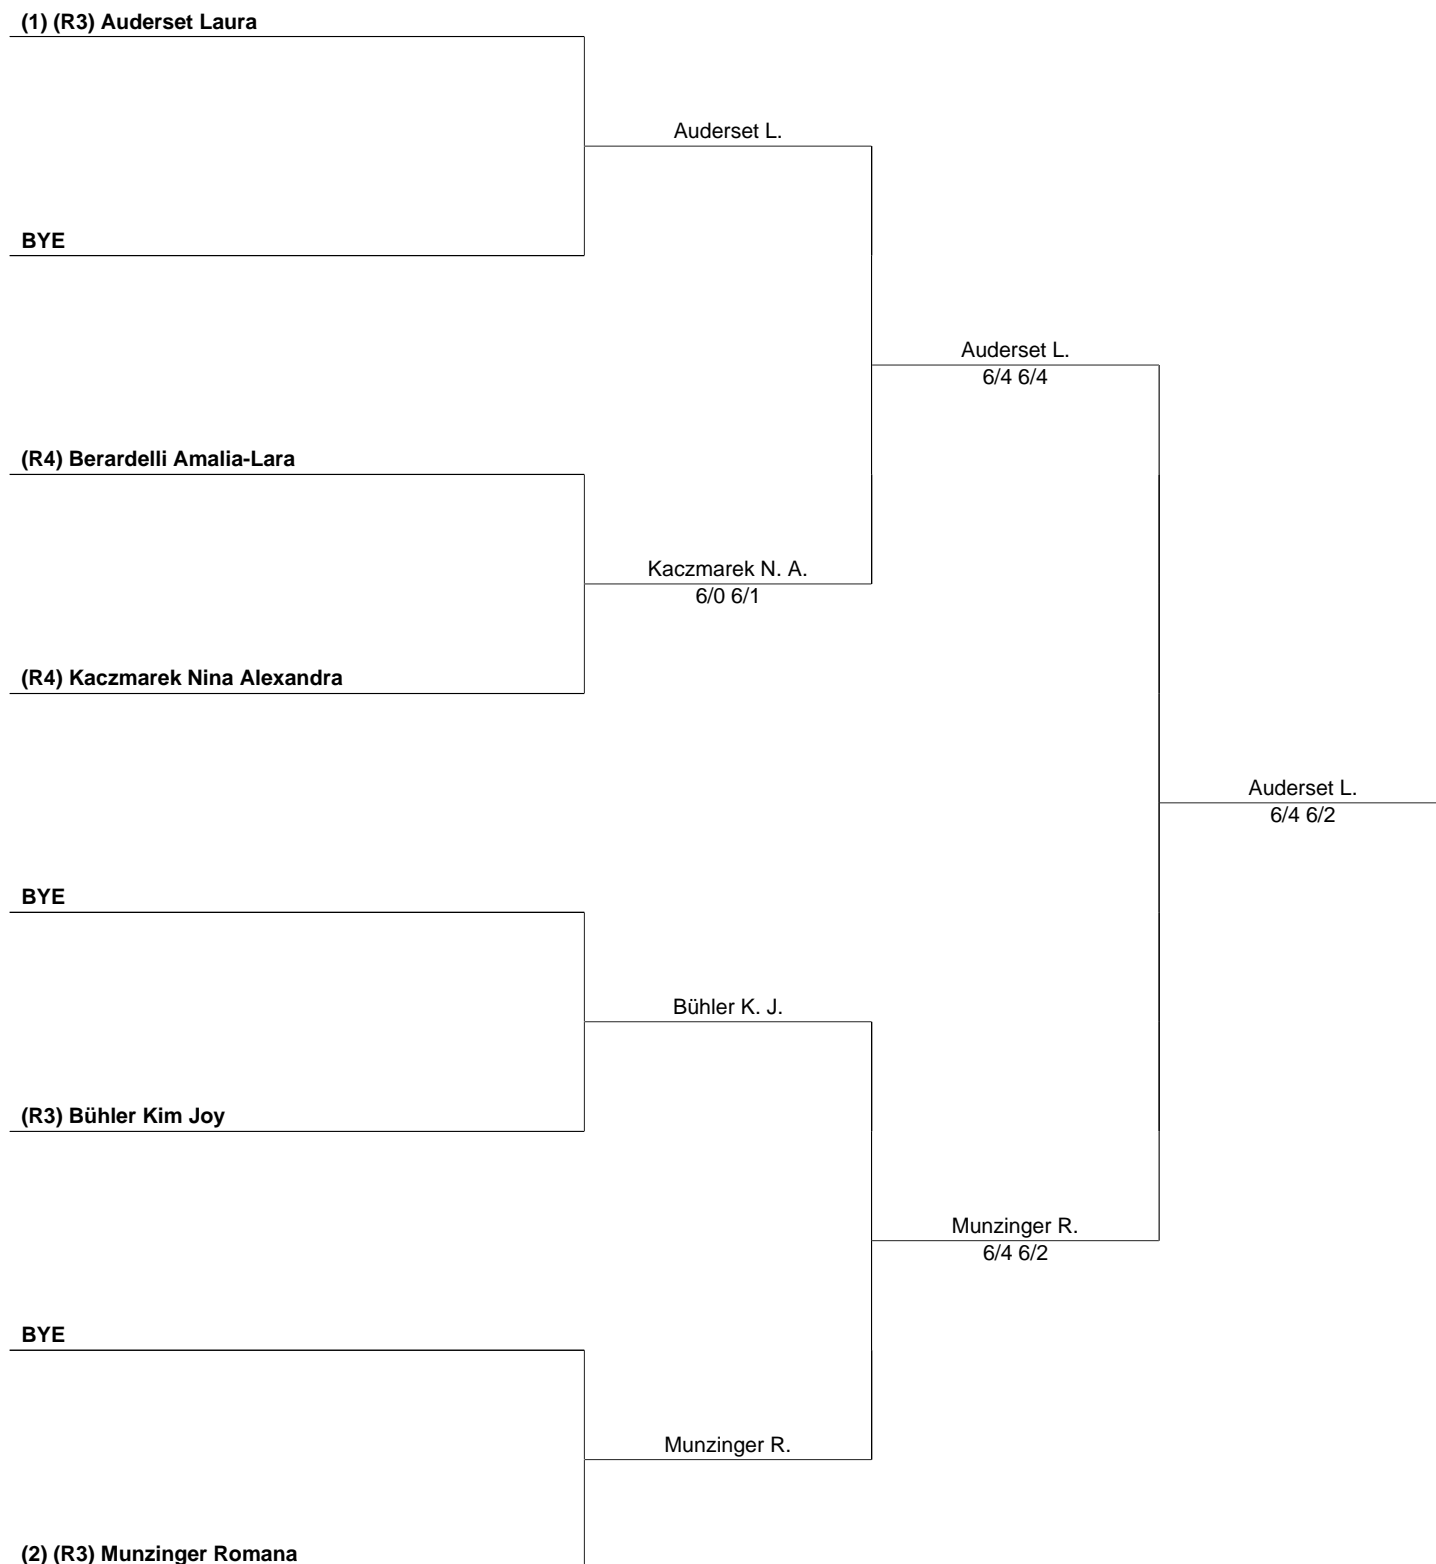 (1) (R3) Auderset Laura
Auderset L.
BYE
Auderset L.
6/4 6/4
(R4) Berardelli Amalia-Lara
Kaczmarek N. A.
6/0 6/1
(R4) Kaczmarek Nina Alexandra
Auderset L.
6/4 6/2
BYE
Bühler K. J.
(R3) Bühler Kim Joy
Munzinger R.
6/4 6/2
BYE
Munzinger R.
(2) (R3) Munzinger Romana